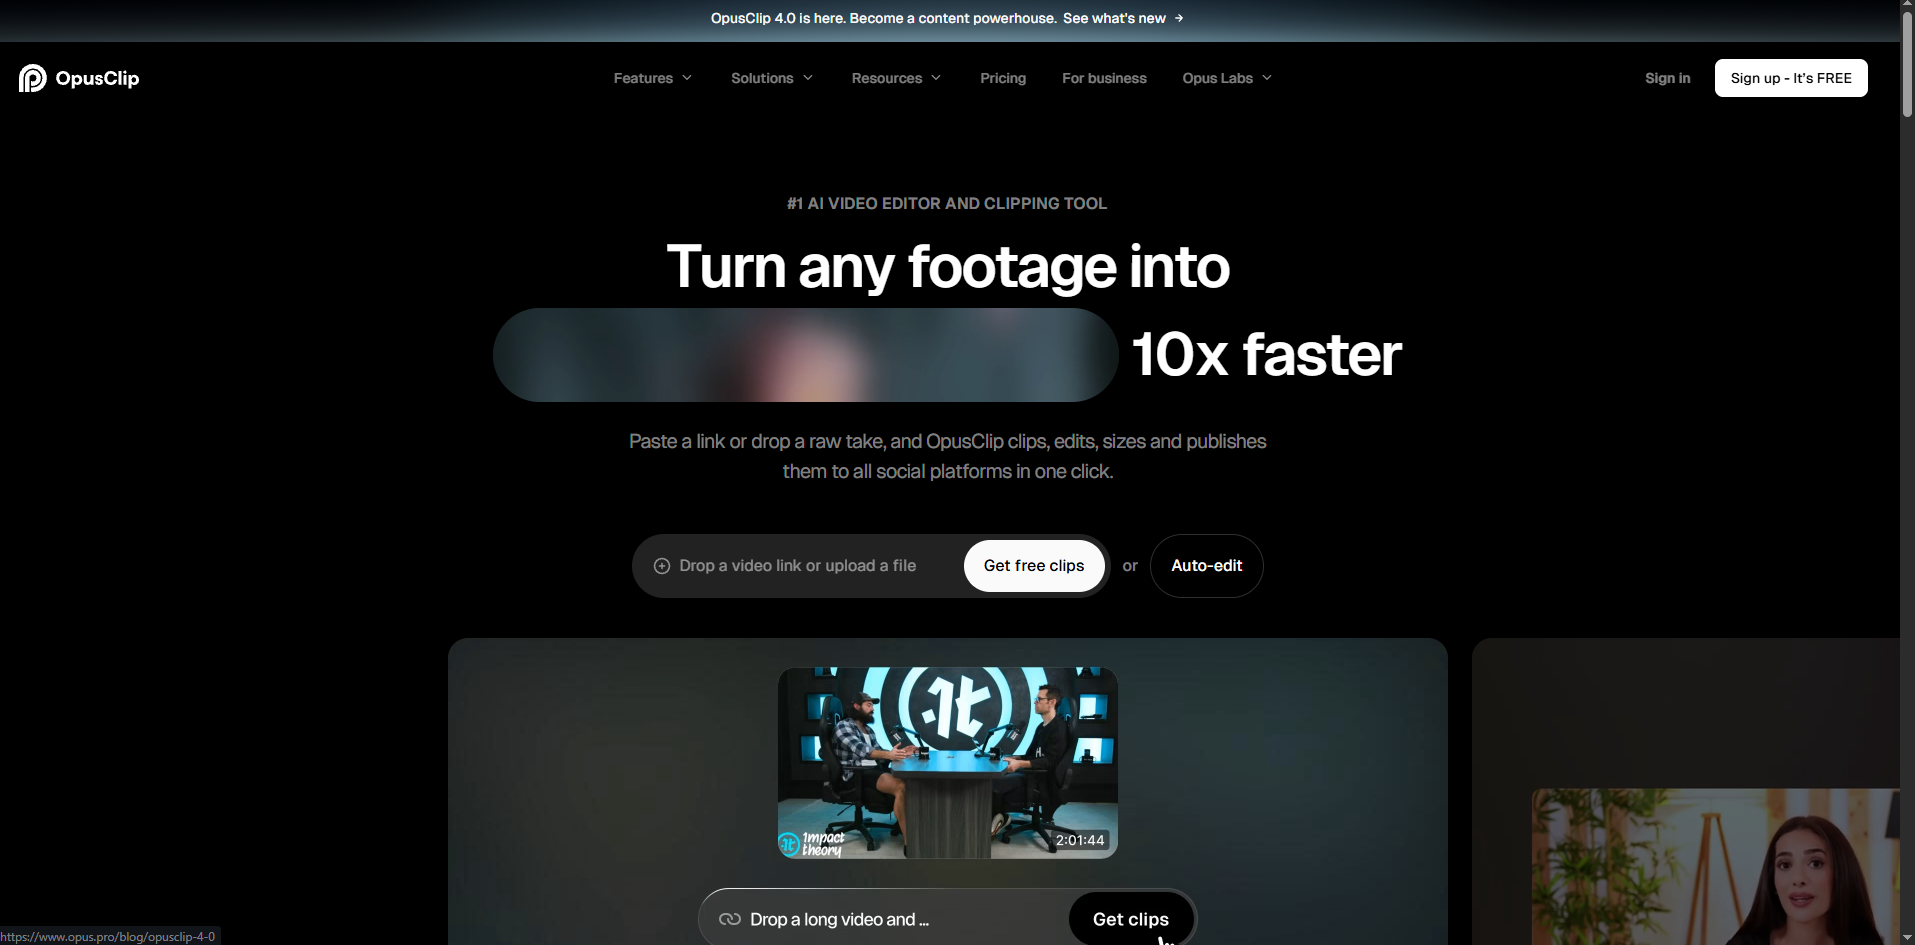 OpusClip 4.0 is here. Become a content powerhouse. See what's new →
OpusClip
Features
Solutions
Resources
Pricing
For business
Opus Labs
Sign in
Sign up - It's FREE
#1 AI VIDEO EDITOR AND CLIPPING TOOL
Turn any footage into
10x faster
Paste a link or drop a raw take, and OpusClip clips, edits, sizes and publishes
them to all social platforms in one click.
Drop a video link or upload a file
Get free clips
or
Auto-edit
1t
1t
1mpact
theory
2:01:44
Drop a long video and ...
Get clips
https://www.opus.pro/blog/opusclip-4-0